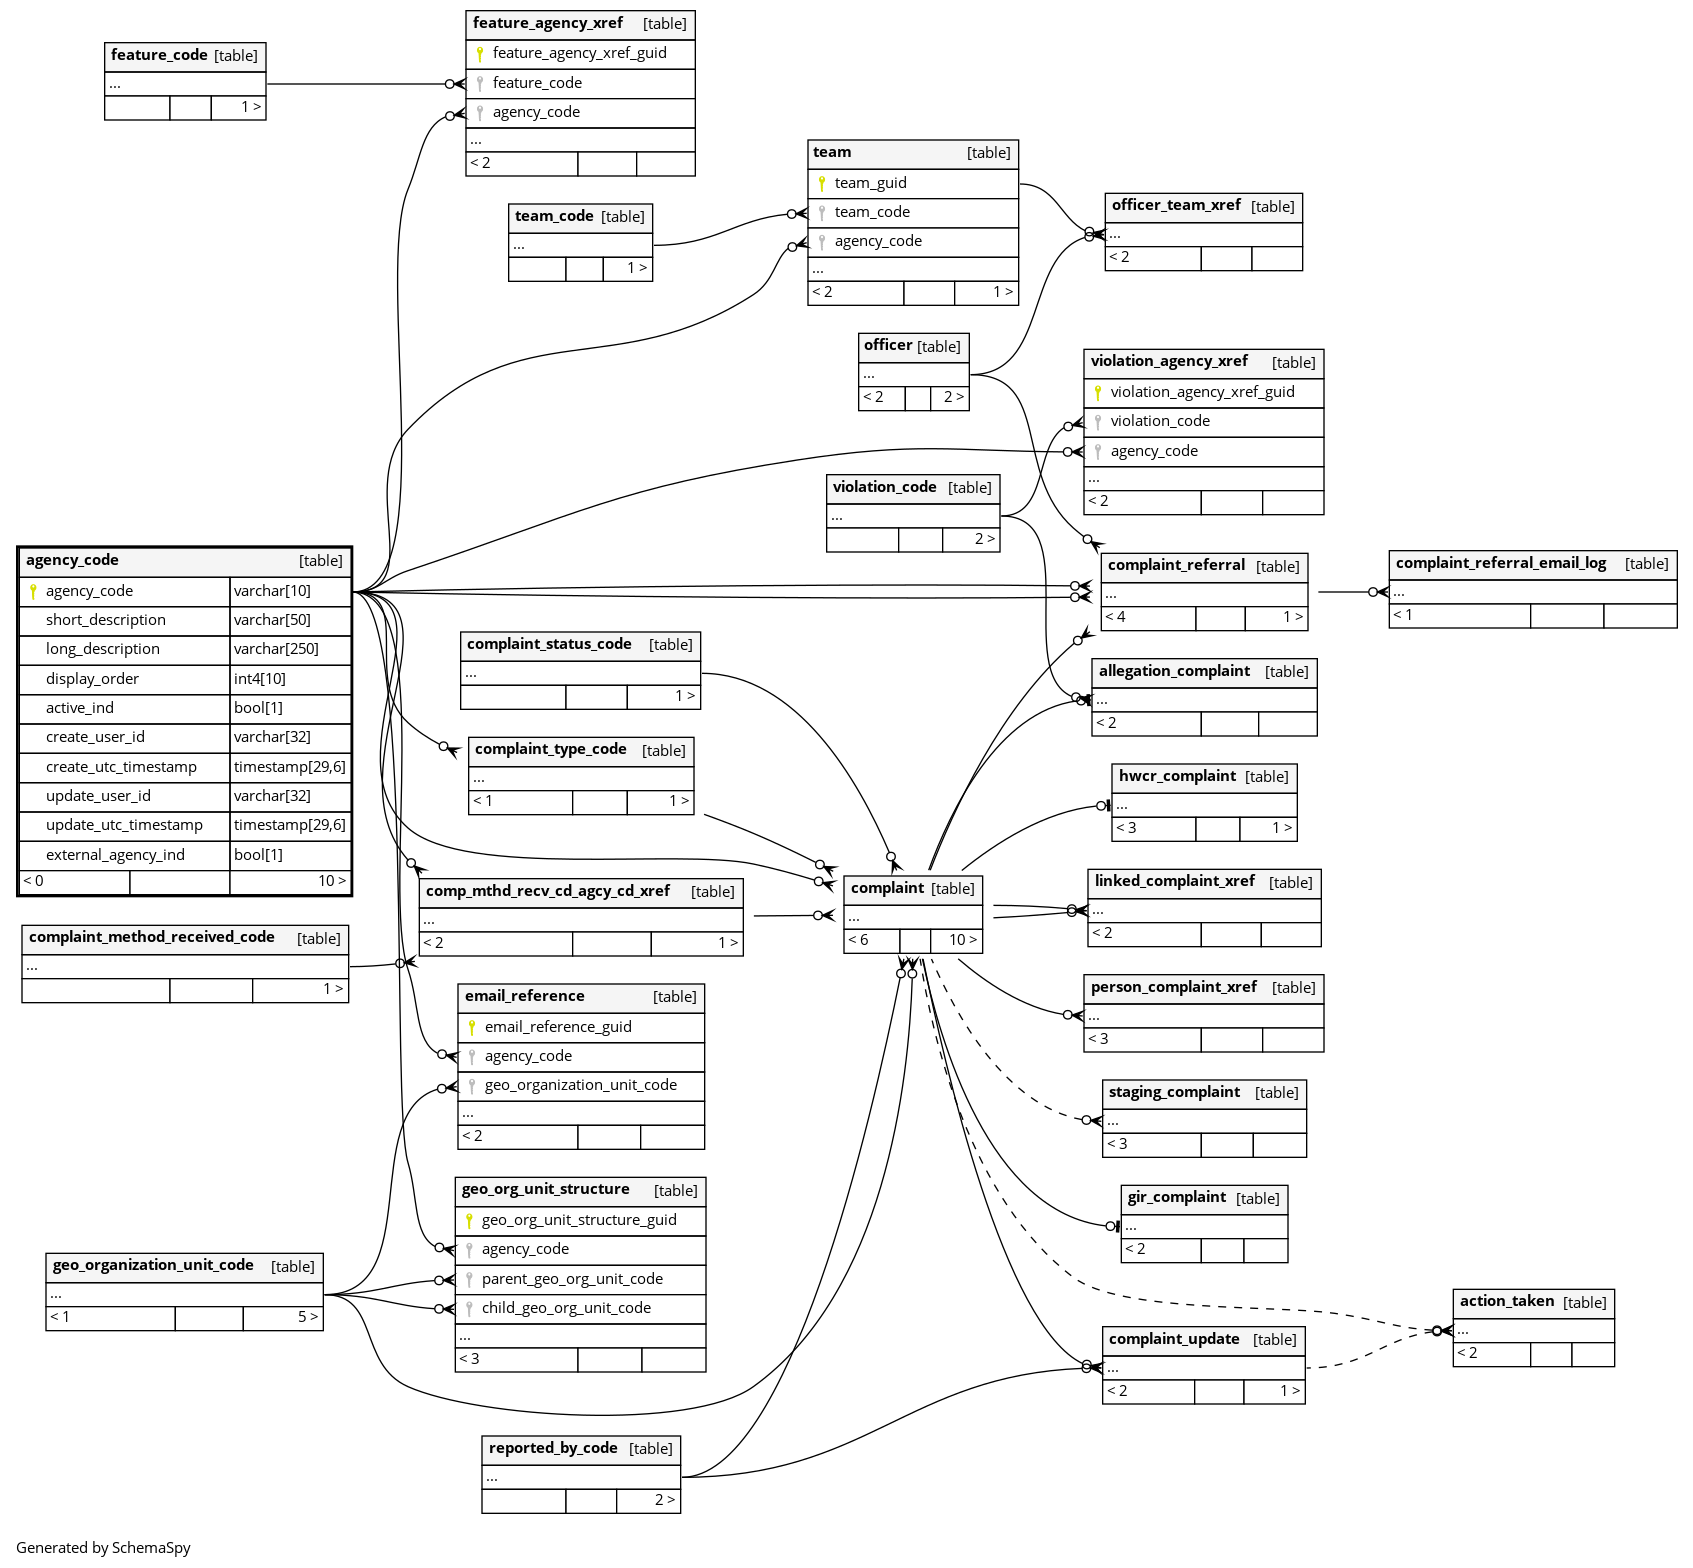 feature_agency_xref [table]
feature_agency_xref_guid
feature_code
agency_code
...
< 2
feature_code [table]
...
1 >
team [table]
team_guid
team_code
agency_code
...
< 2 1 >
team_code [table]
...
1 >
officer_team_xref [table]
...
< 2
officer [table]
...
< 2 2 >
violation_agency_xref [table]
violation_agency_xref_guid
violation_code
agency_code
...
< 2
violation_code [table]
...
2 >
agency_code [table]
agency_code varchar[10]
short_description varchar[50]
long_description varchar[250]
display_order int4[10]
active_ind bool[1]
create_user_id varchar[32]
create_utc_timestamp timestamp[29,6]
update_user_id varchar[32]
update_utc_timestamp timestamp[29,6]
external_agency_ind bool[1]
< 0 10 >
complaint_referral [table]
...
< 4 1 >
complaint_referral_email_log [table]
...
< 1
complaint_status_code [table]
...
1 >
allegation_complaint [table]
...
< 2
complaint_type_code [table]
...
< 1 1 >
hwcr_complaint [table]
...
< 3 1 >
comp_mthd_recv_cd_agcy_cd_xref [table]
...
< 2 1 >
complaint [table]
...
< 6 10 >
linked_complaint_xref [table]
...
< 2
complaint_method_received_code [table]
...
1 >
email_reference [table]
email_reference_guid
agency_code
geo_organization_unit_code
...
< 2
person_complaint_xref [table]
...
< 3
staging_complaint [table]
...
< 3
geo_org_unit_structure [table]
geo_org_unit_structure_guid
agency_code
parent_geo_org_unit_code
child_geo_org_unit_code
...
< 3
gir_complaint [table]
...
< 2
geo_organization_unit_code [table]
...
< 1 5 >
action_taken [table]
...
< 2
complaint_update [table]
...
< 2 1 >
reported_by_code [table]
...
2 >
Generated by SchemaSpy